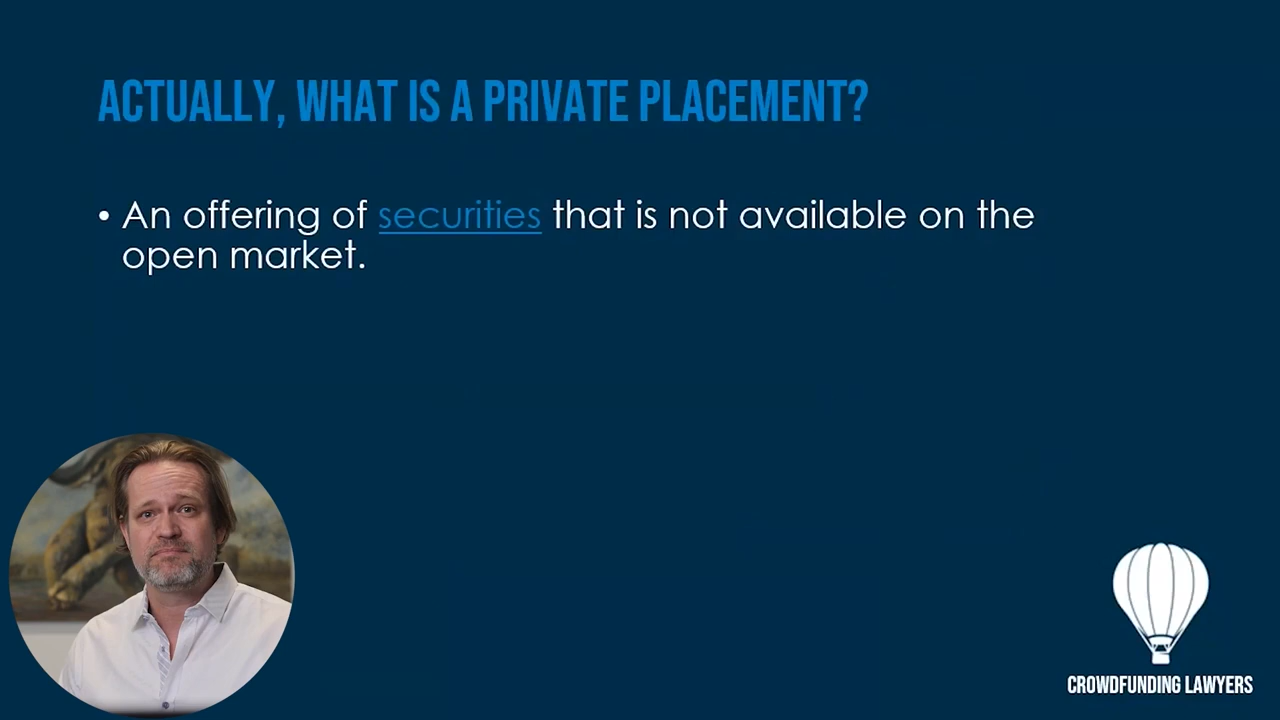 ACTUALLY, WHAT IS A PRIVATE PLACEMENT?
• An offering of securities that is not available on the
open market.
CROWDFUNDING LAWYERS